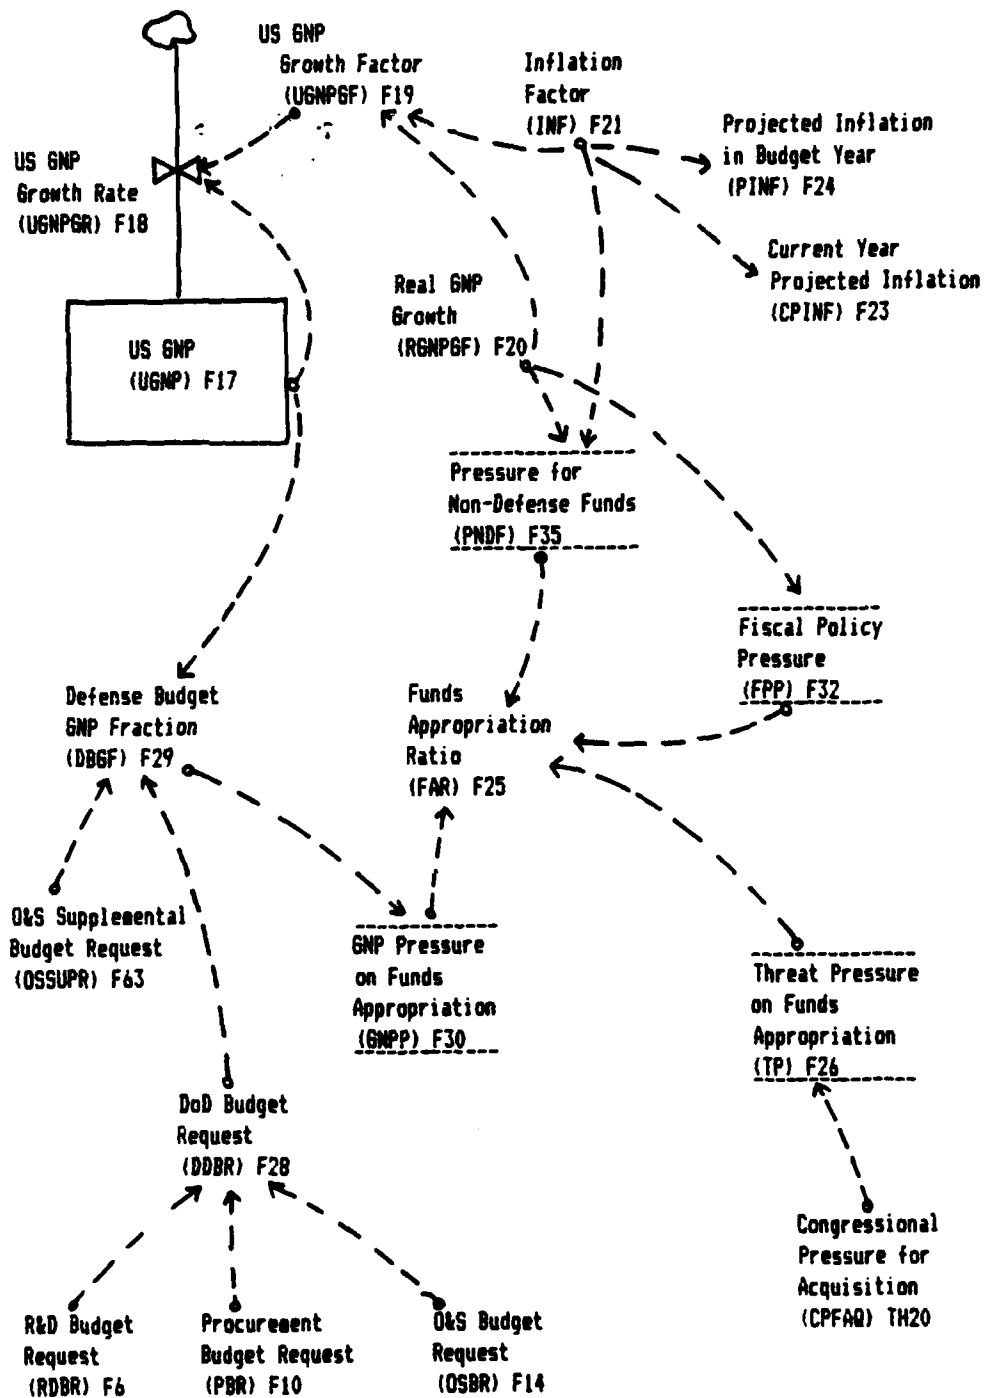 US GNP
Growth Factor
(UGNPGF) F19
Inflation
Factor
(INF) F21
Projected Inflation
in Budget Year
(PINF) F24
US GNP
Growth Rate
(UGNPGR) F18
Current Year
Projected Inflation
(CPINF) F23
Real GNP
Growth
(RGNPGF) F20
US GNP
(UGNP) F17
Pressure for
Non-Defense Funds
(PNDF) F35
Fiscal Policy
Pressure
(FPP) F32
Defense Budget
GNP Fraction
(DBGF) F29
Funds
Appropriation
Ratio
(FAR) F25
O&S Supplemental
Budget Request
(OSSUPR) F63
GNP Pressure
on Funds
Appropriation
(GNPP) F30
Threat Pressure
on Funds
Appropriation
(TP) F26
DoD Budget
Request
(DDBR) F28
Congressional
Pressure for
Acquisition
(CPFAQ) TH20
R&D Budget
Request
(RDBR) F6
Procurement
Budget Request
(PBR) F10
O&S Budget
Request
(OSBR) F14